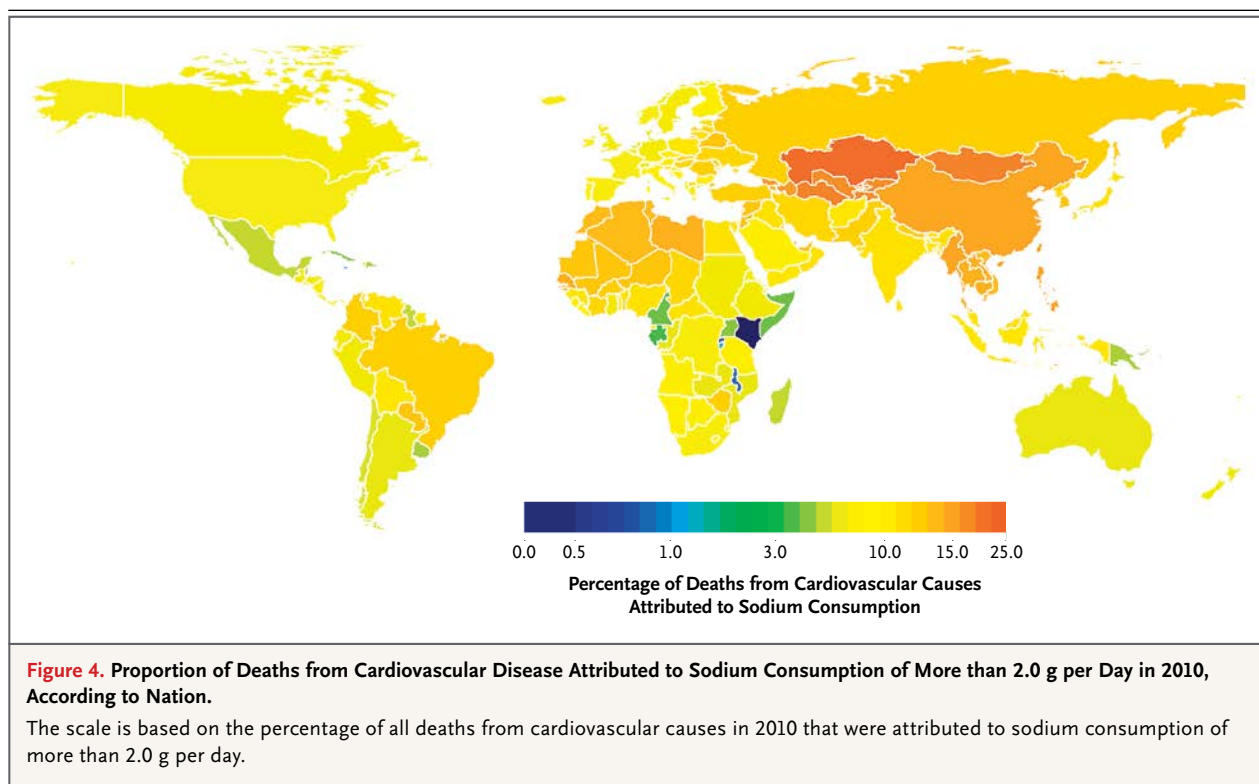 0.0 0.5 1.0 3.0 10.0 15.0 25.0
Percentage of Deaths from Cardiovascular Causes
Attributed to Sodium Consumption
Figure 4. Proportion of Deaths from Cardiovascular Disease Attributed to Sodium Consumption of More than 2.0 g per Day in 2010,
According to Nation.
The scale is based on the percentage of all deaths from cardiovascular causes in 2010 that were attributed to sodium consumption of
more than 2.0 g per day.